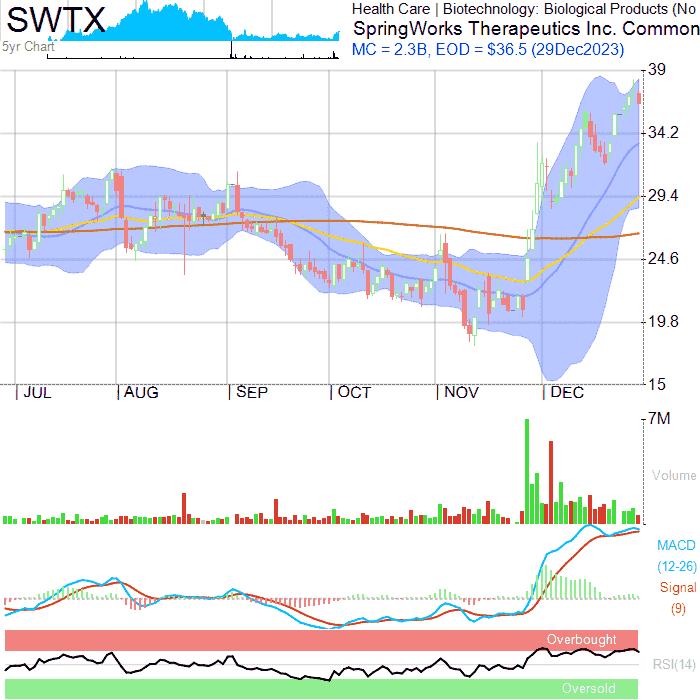 SWTX
5yr Chart
Health Care | Biotechnology: Biological Products (No
SpringWorks Therapeutics Inc. Common
MC = 2.3B, EOD = $36.5 (29Dec2023)
39
34.2
29.4
24.6
19.8
15
JUL AUG SEP OCT NOV DEC
7M
Volume
MACD
(12-26)
Signal
(9)
Overbought
RSI(14)
Oversold